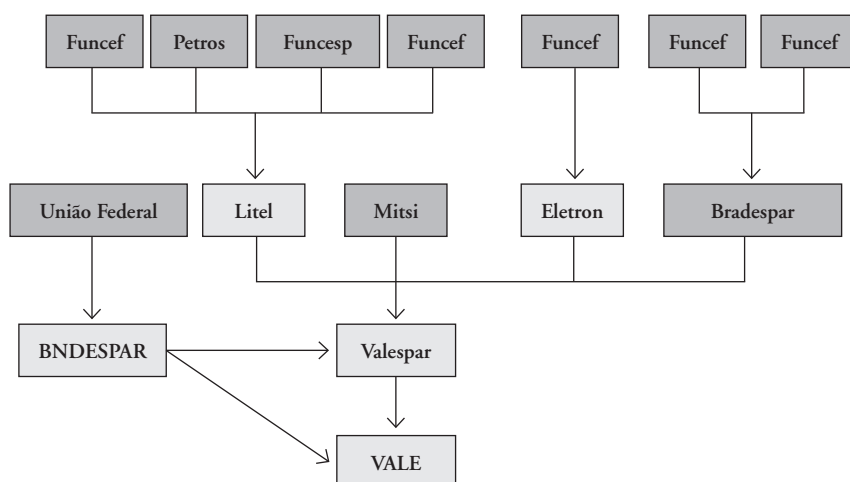 Funcef Petros Funcesp Funcef Funcef Funcef Funcef
União Federal Litel Mitsi Eletron Bradespar
BNDESPAR Valespar
VALE